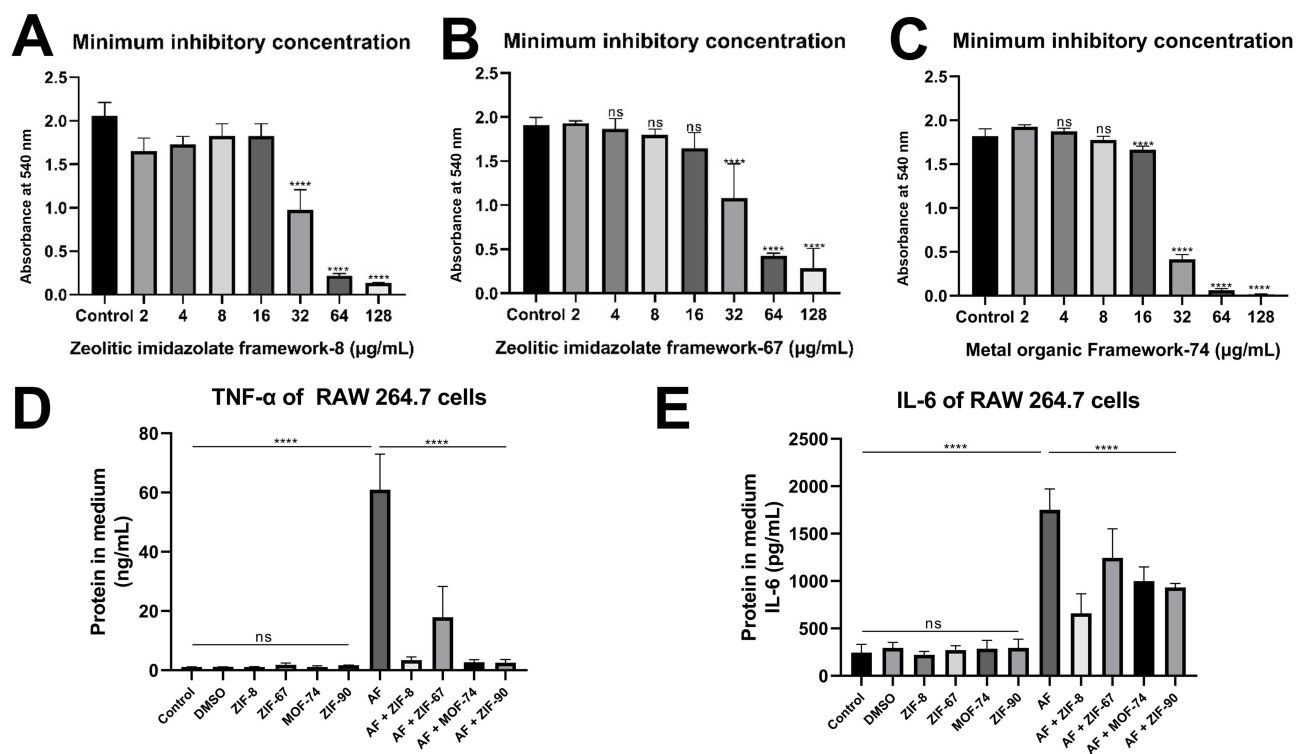 A
Minimum inhibitory concentration
Absorbance at 540 nm
2.5
2.0
1.5
1.0
0.5
0.0
****
****
****
Control 2 4 8 16 32 64 128
Zeolitic imidazolate framework-8 (μg/mL)
B
Minimum inhibitory concentration
Absorbance at 540 nm
2.5
2.0
1.5
1.0
0.5
0.0
ns
ns
ns
****
****
****
Control 2 4 8 16 32 64 128
Zeolitic imidazolate framework-67 (μg/mL)
C
Minimum inhibitory concentration
Absorbance at 540 nm
2.5
2.0
1.5
1.0
0.5
0.0
ns
ns
****
****
****
****
Control 2 4 8 16 32 64 128
Metal organic Framework-74 (μg/mL)
D
TNF-α of RAW 264.7 cells
Protein in medium
(ng/mL)
80
60
40
20
0
****
****
ns
Control
DMSO
ZIF-8
ZIF-67
MOF-74
ZIF-90
AF
AF + ZIF-8
AF + ZIF-67
AF + MOF-74
AF + ZIF-90
E
IL-6 of RAW 264.7 cells
Protein in medium
IL-6 (pg/mL)
2500
2000
1500
1000
500
0
****
****
ns
Control
DMSO
ZIF-8
ZIF-67
MOF-74
ZIF-90
AF
AF + ZIF-8
AF + ZIF-67
AF + MOF-74
AF + ZIF-90